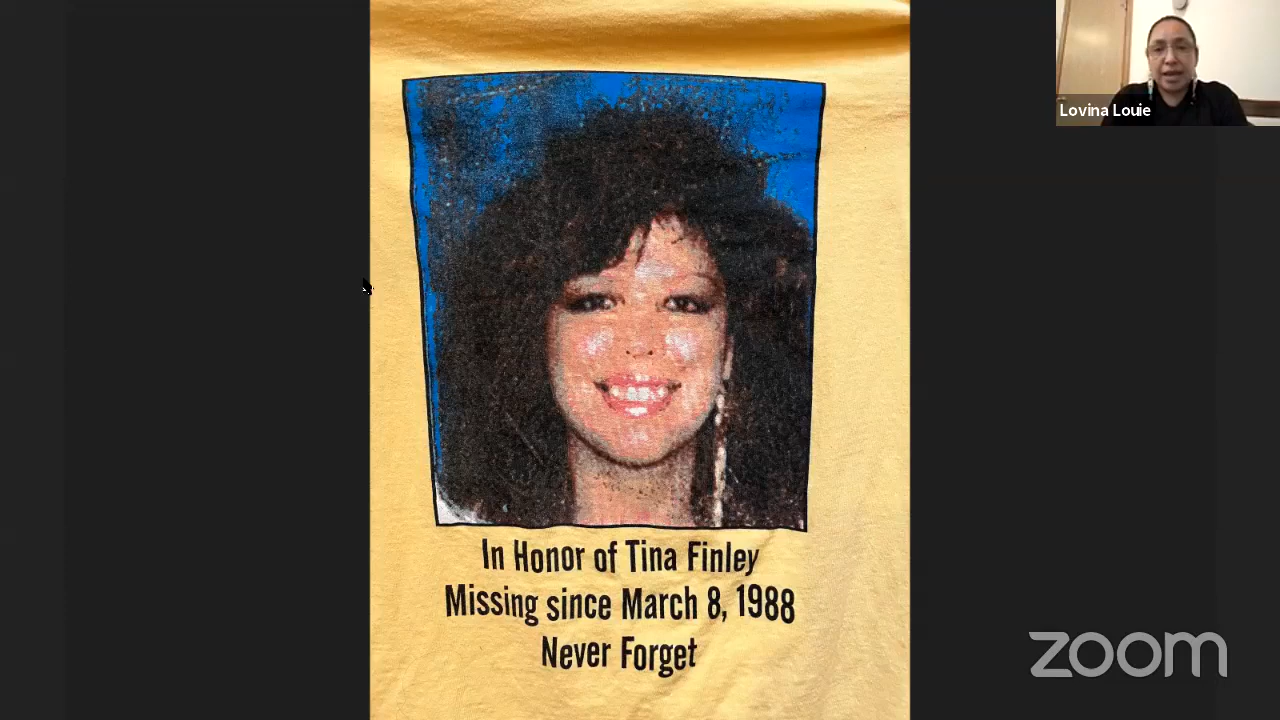 Lovina Louie
In Honor of Tina Finley
Missing since March 8, 1988
Never Forget
zoom